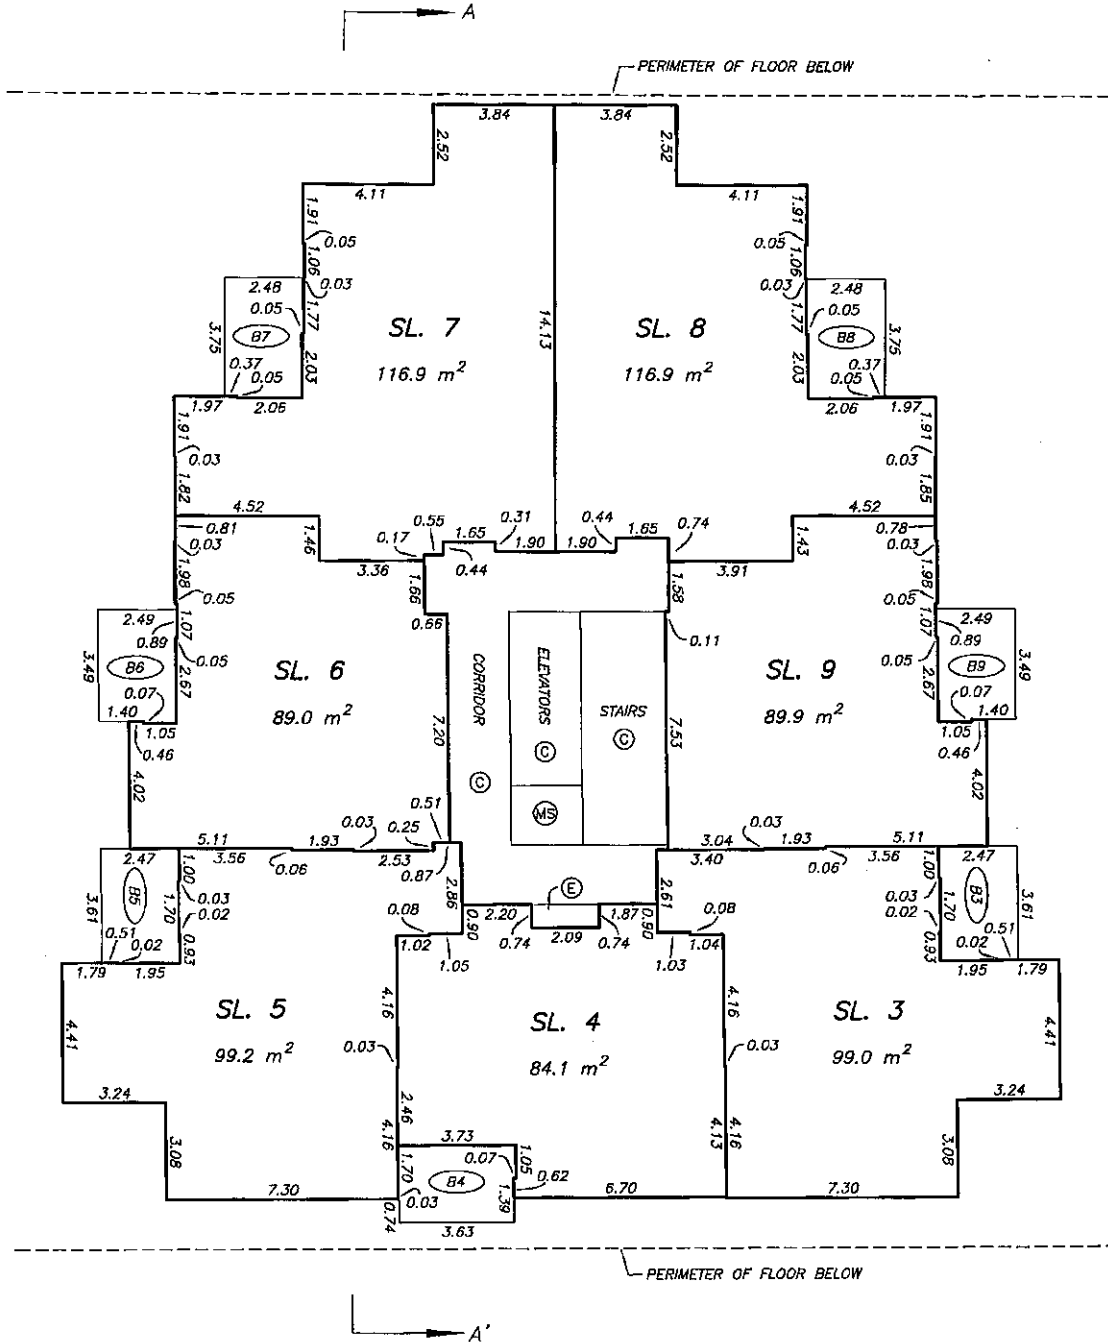 A
PERIMETER OF FLOOR BELOW
3.84 3.84
2.52 2.52
4.11 4.11
1.91 1.91
0.05 0.05
1.06 1.06
0.03 0.03
2.48 2.48
0.05 0.05
1.77 1.77
3.75 B7 SL. 7 14.13 SL. 8 B8 3.75
116.9 m² 116.9 m²
2.03 2.03
0.37 0.37
0.05 0.05
1.97 2.06 2.06 1.97
1.91 1.91
0.03 0.03
1.82 1.85
4.52 4.52
0.81 0.78
0.55 1.65 0.31 0.44 1.65 0.74
0.03 1.46 0.17 1.90 1.90 1.43 0.03
3.36 0.44 3.91
1.98 1.98
0.05 1.66 1.58 0.05
2.49 1.07 0.66 0.11 1.07 2.49
0.89 0.89
3.49 B6 0.05 SL. 6 CORRIDOR ELEVATORS STAIRS SL. 9 0.05 B9 3.49
2.67 2.67
0.07 89.0 m² C C 89.9 m² 0.07
1.40 1.05 7.20 7.53 1.05 1.40
0.46 0.46
4.02 C 4.02
0.51 MS
5.11 1.93 0.03 0.25 3.04 0.03 1.93 5.11
2.47 3.56 0.06 2.53 0.87 3.40 0.06 3.56 2.47
1.00 1.00
3.61 B5 0.03 2.86 E 2.61 0.03 B3 3.61
1.70 0.02 0.02 1.70
0.08 0.90 2.20 1.87 0.90 0.08
0.51 0.02 0.93 1.02 0.74 2.09 0.74 1.04 0.93 0.02 0.51
1.79 1.95 1.05 1.03 1.95 1.79
4.41 SL. 5 4.16 SL. 4 4.16 SL. 3 4.41
99.2 m² 0.03 84.1 m² 0.03 99.0 m²
3.24 3.24
2.46
3.08 4.16 3.73 4.13 4.16 3.08
1.05
0.07
1.70 B4 0.62
0.03 1.39
7.30 6.70 7.30
0.74 3.63
PERIMETER OF FLOOR BELOW
A'